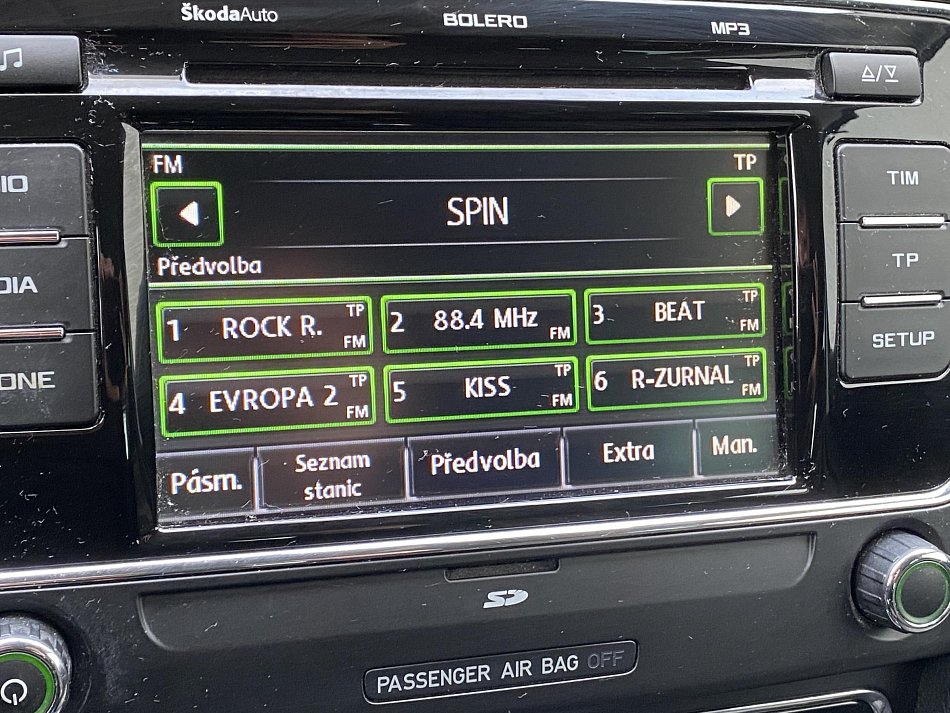 ŠkodaAuto BOLERO MP3
FM TP
SPIN
Předvolba
1 ROCK R. TP FM
2 88.4 MHz FM
3 BEAT TP FM
4 EVROPA 2 TP FM
5 KISS TP FM
6 R-ZURNAL TP FM
Pásm. Seznam stanic Předvolba Extra Man.
TIM
TP
SETUP
SD
PASSENGER AIR BAG OFF